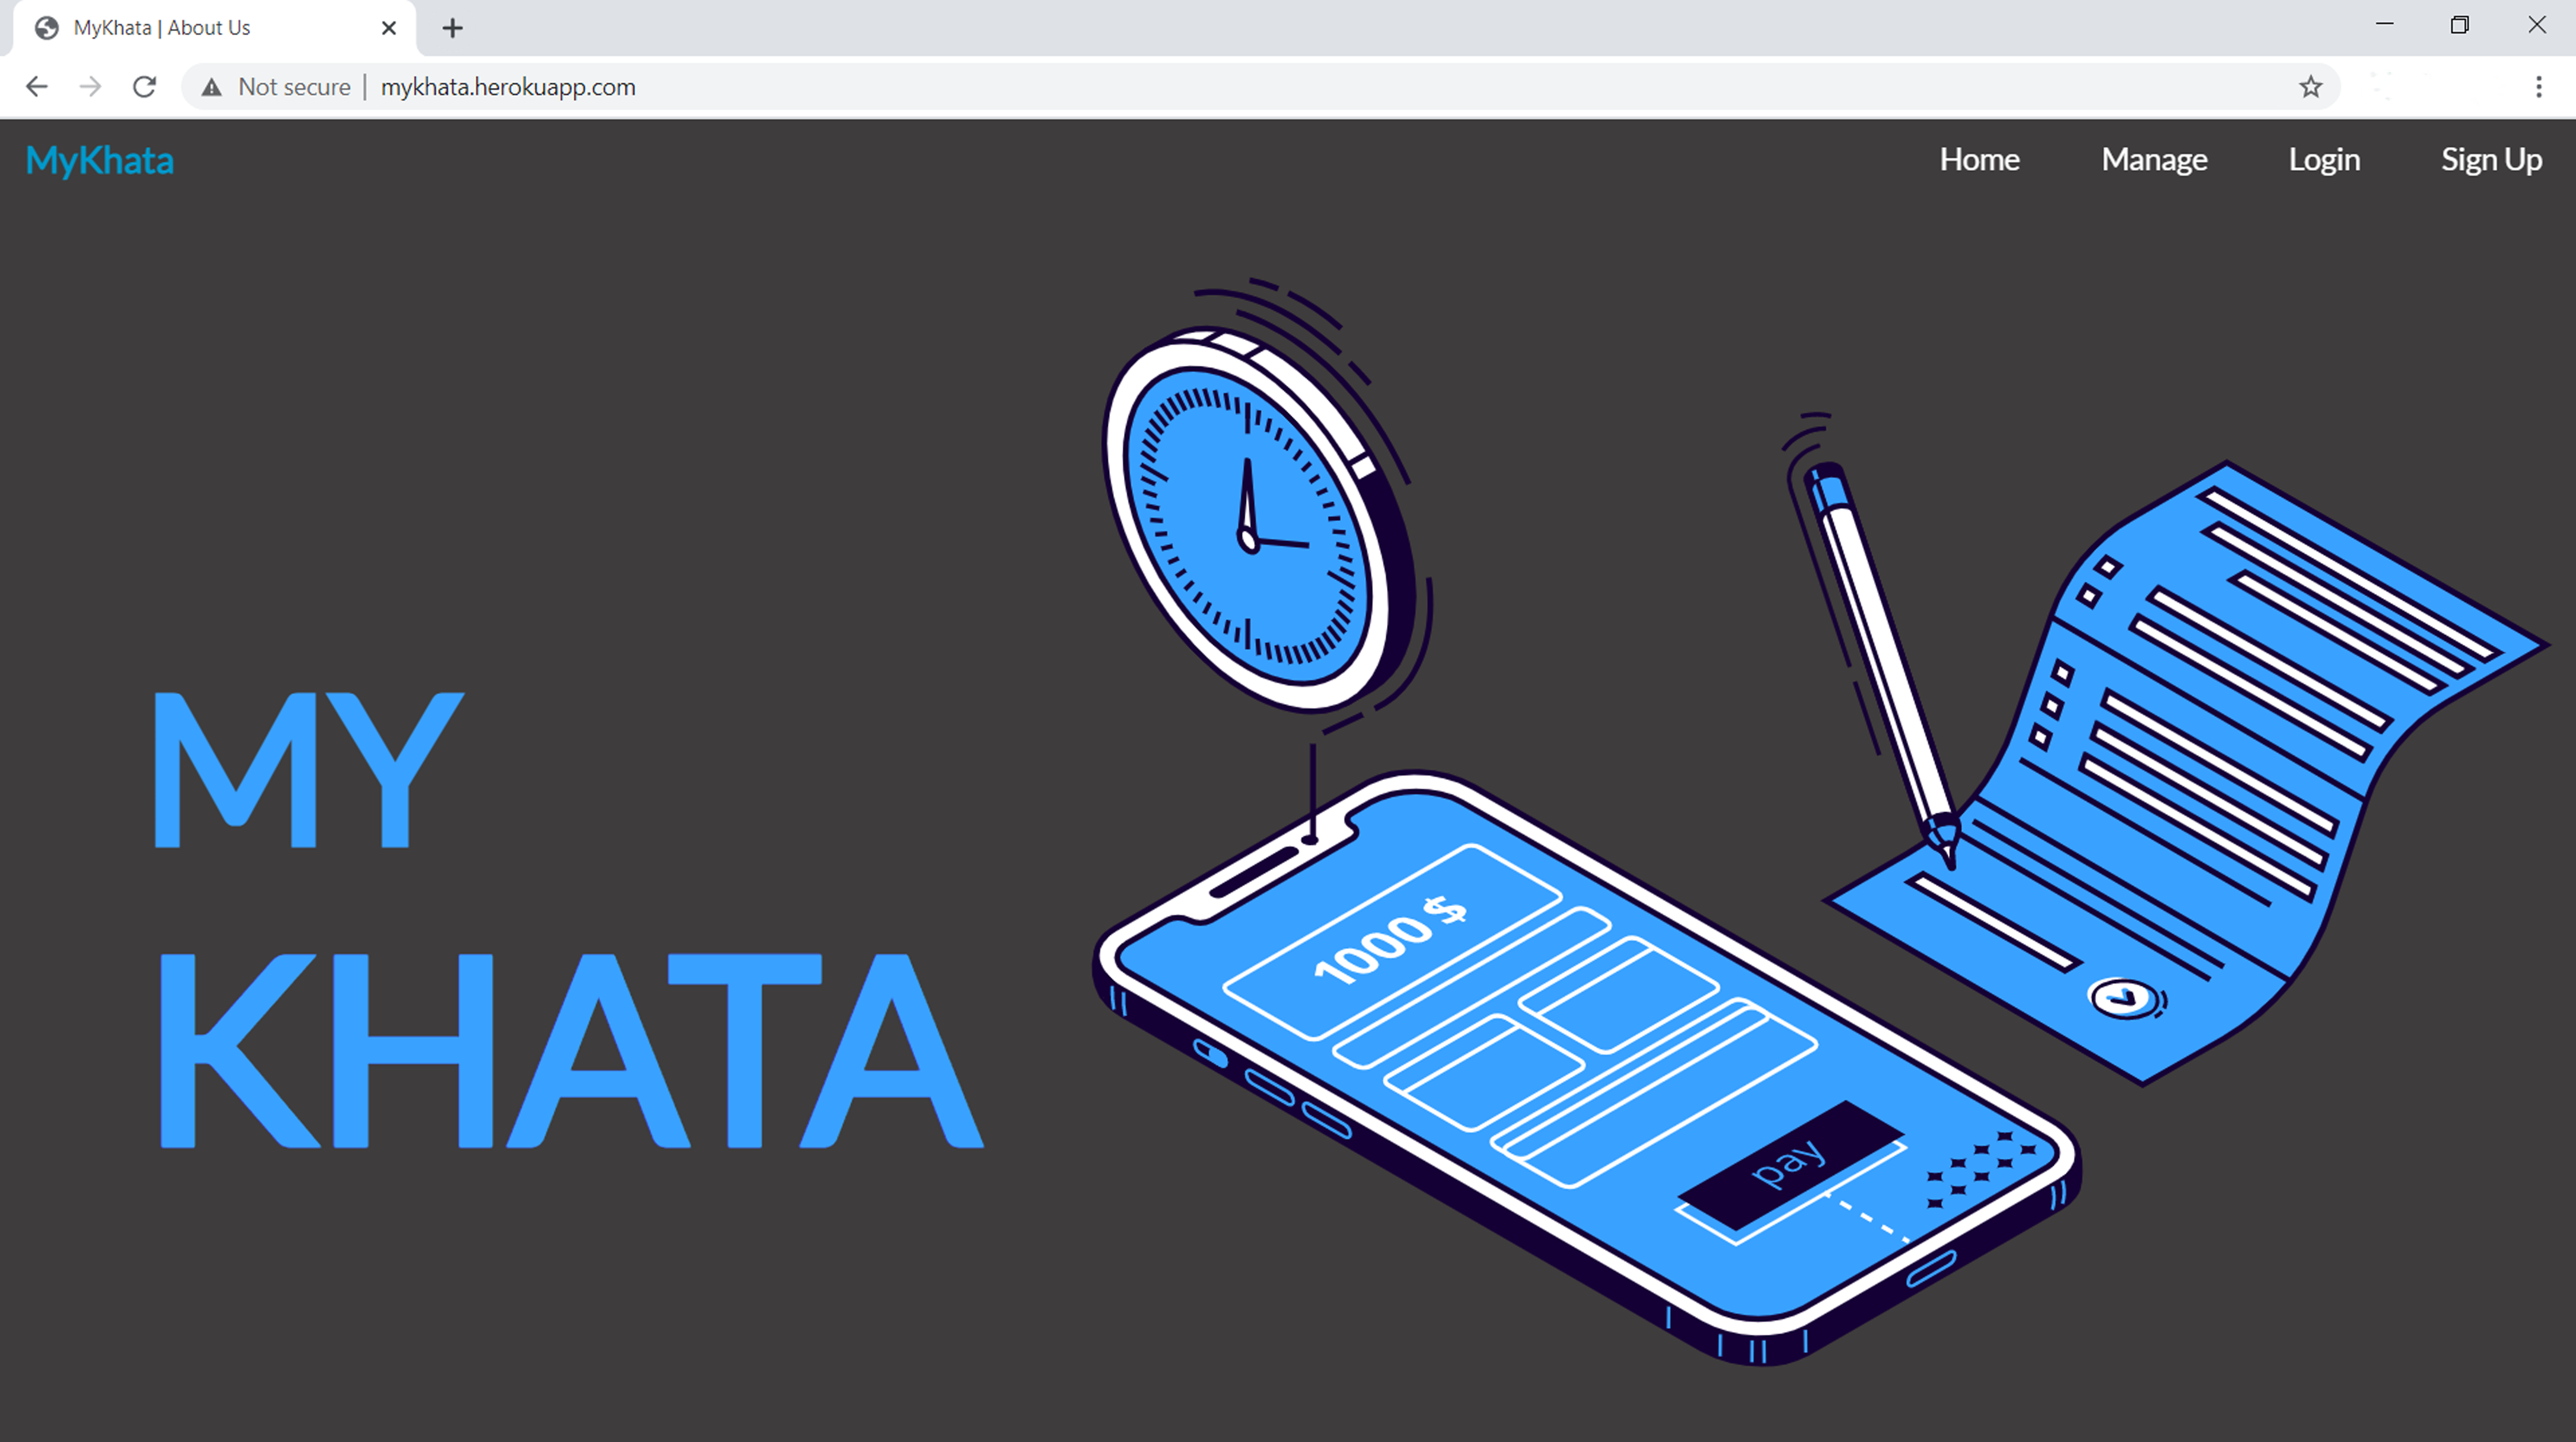 MyKhata | About Us
Not secure | mykhata.herokuapp.com
MyKhata
Home Manage Login Sign Up
MY
KHATA
1000 $
pay